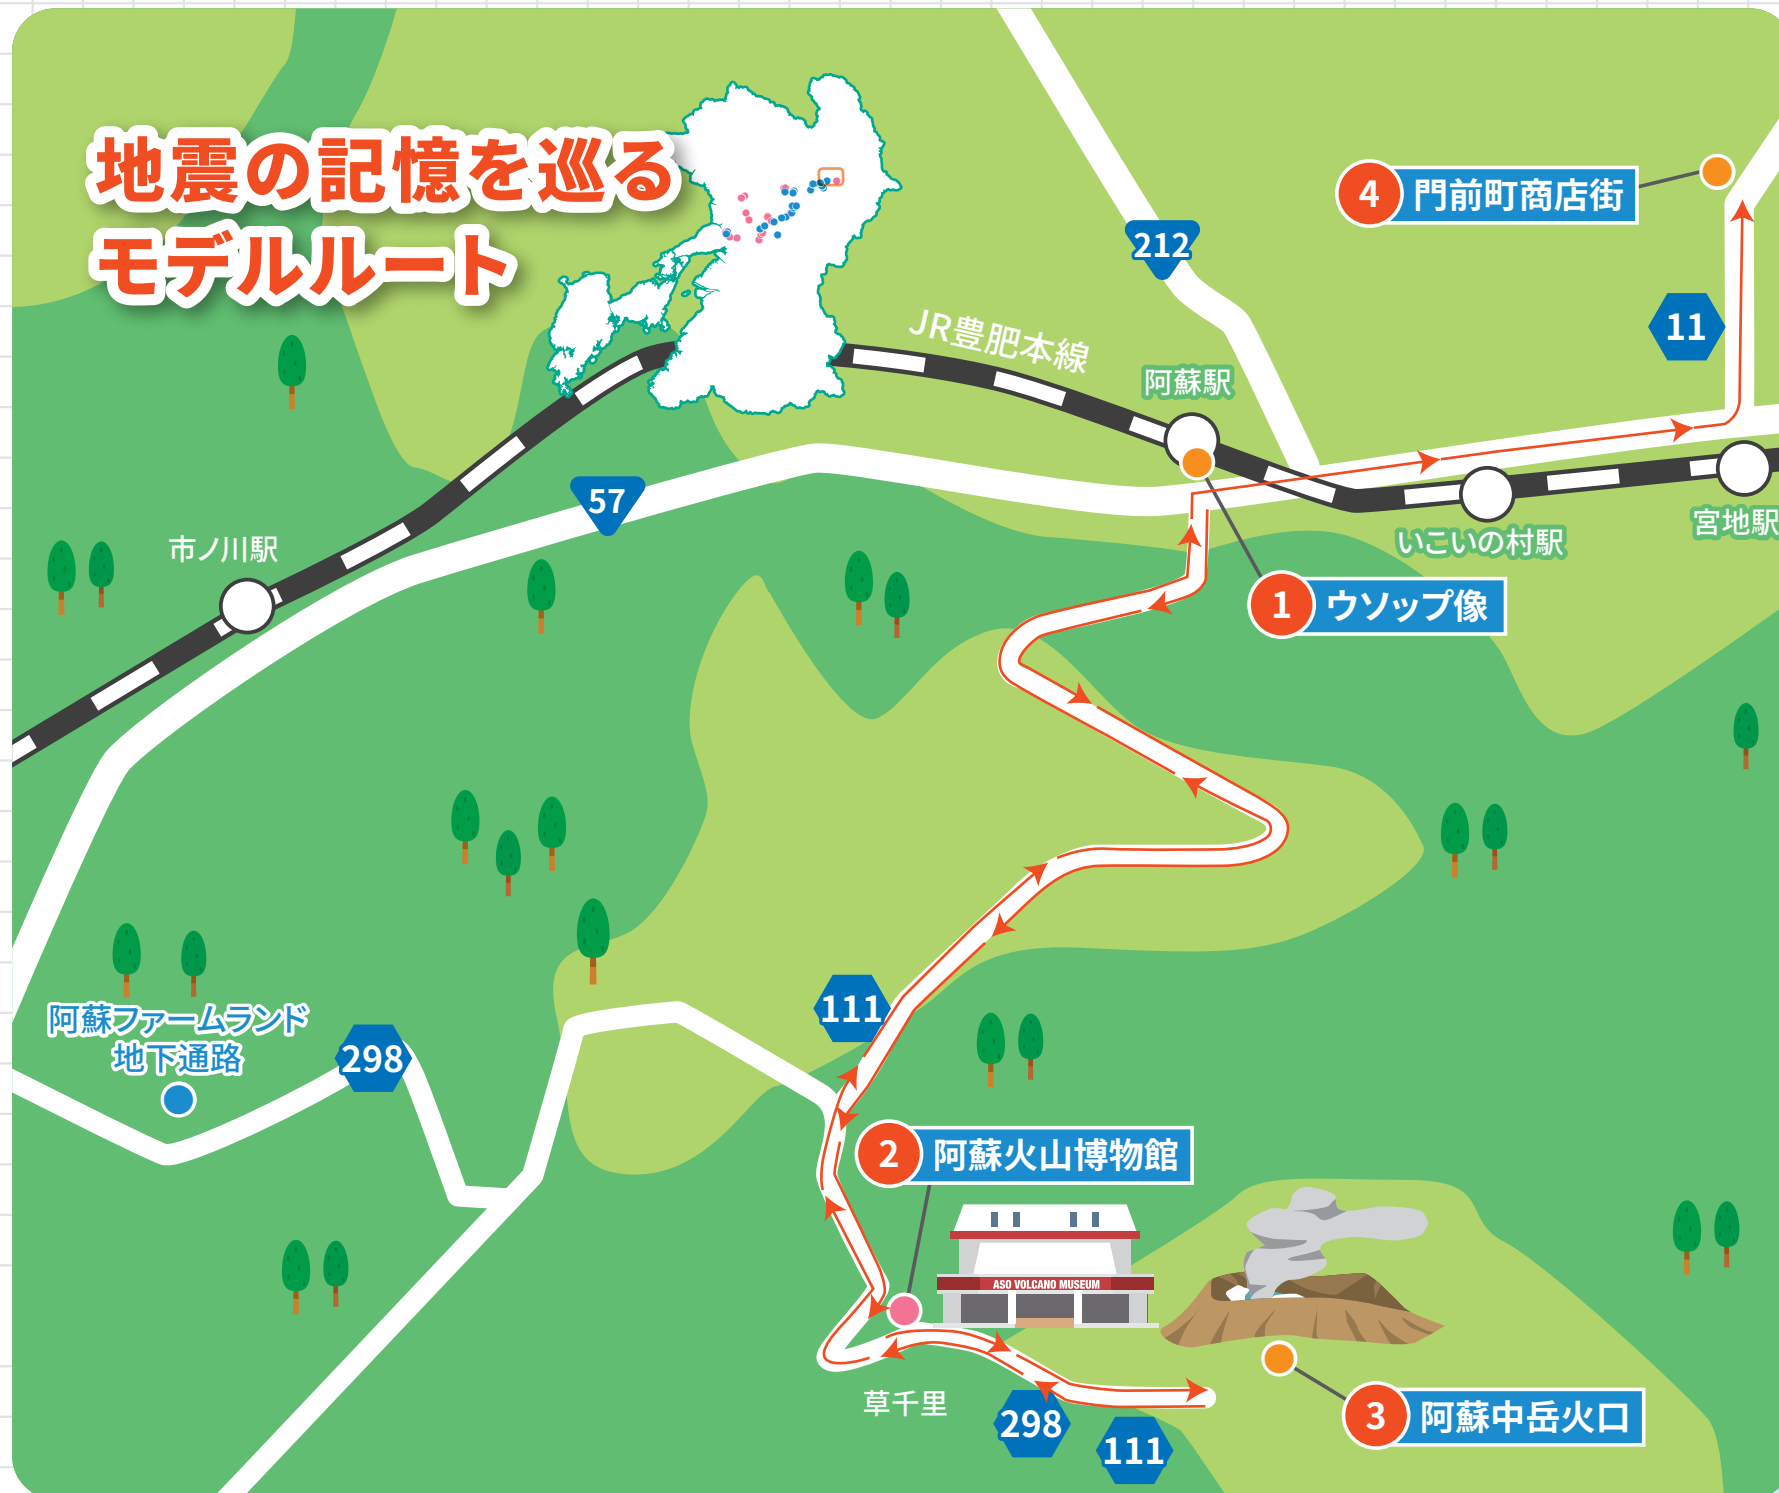 地震の記憶を巡る
モデルルート
212
4 門前町商店街
11
JR豊肥本線
阿蘇駅
57
宮地駅
いこいの村駅
市ノ川駅
1 ウソップ像
111
阿蘇ファームランド
地下通路
298
2 阿蘇火山博物館
ASO VOLCANO MUSEUM
草千里
298
111
3 阿蘇中岳火口